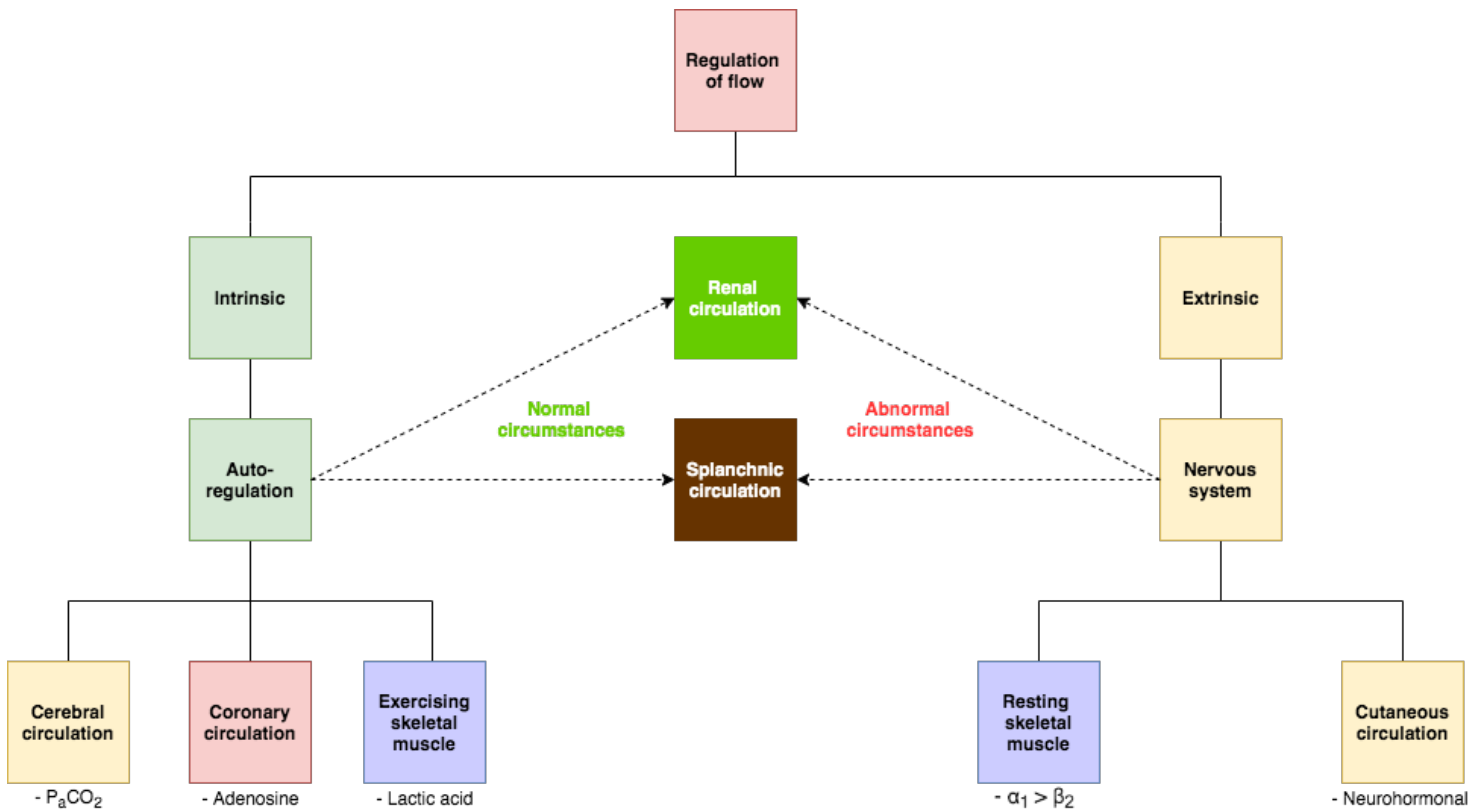 Regulation
of flow
Intrinsic
Renal
circulation
Extrinsic
Normal
circumstances
Abnormal
circumstances
Auto-
regulation
Splanchnic
circulation
Nervous
system
Cerebral
circulation
Coronary
circulation
Exercising
skeletal
muscle
Resting
skeletal
muscle
Cutaneous
circulation
- PₐCO₂
- Adenosine
- Lactic acid
- α₁ > β₂
- Neurohormonal